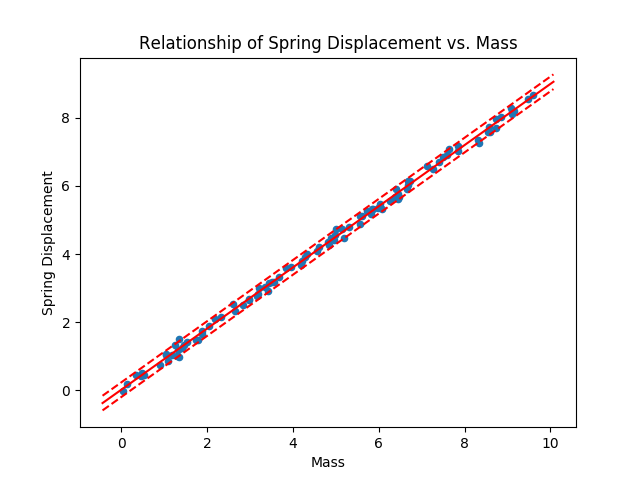 Relationship of Spring Displacement vs. Mass
Spring Displacement
8
6
4
2
0
0 2 4 6 8 10
Mass